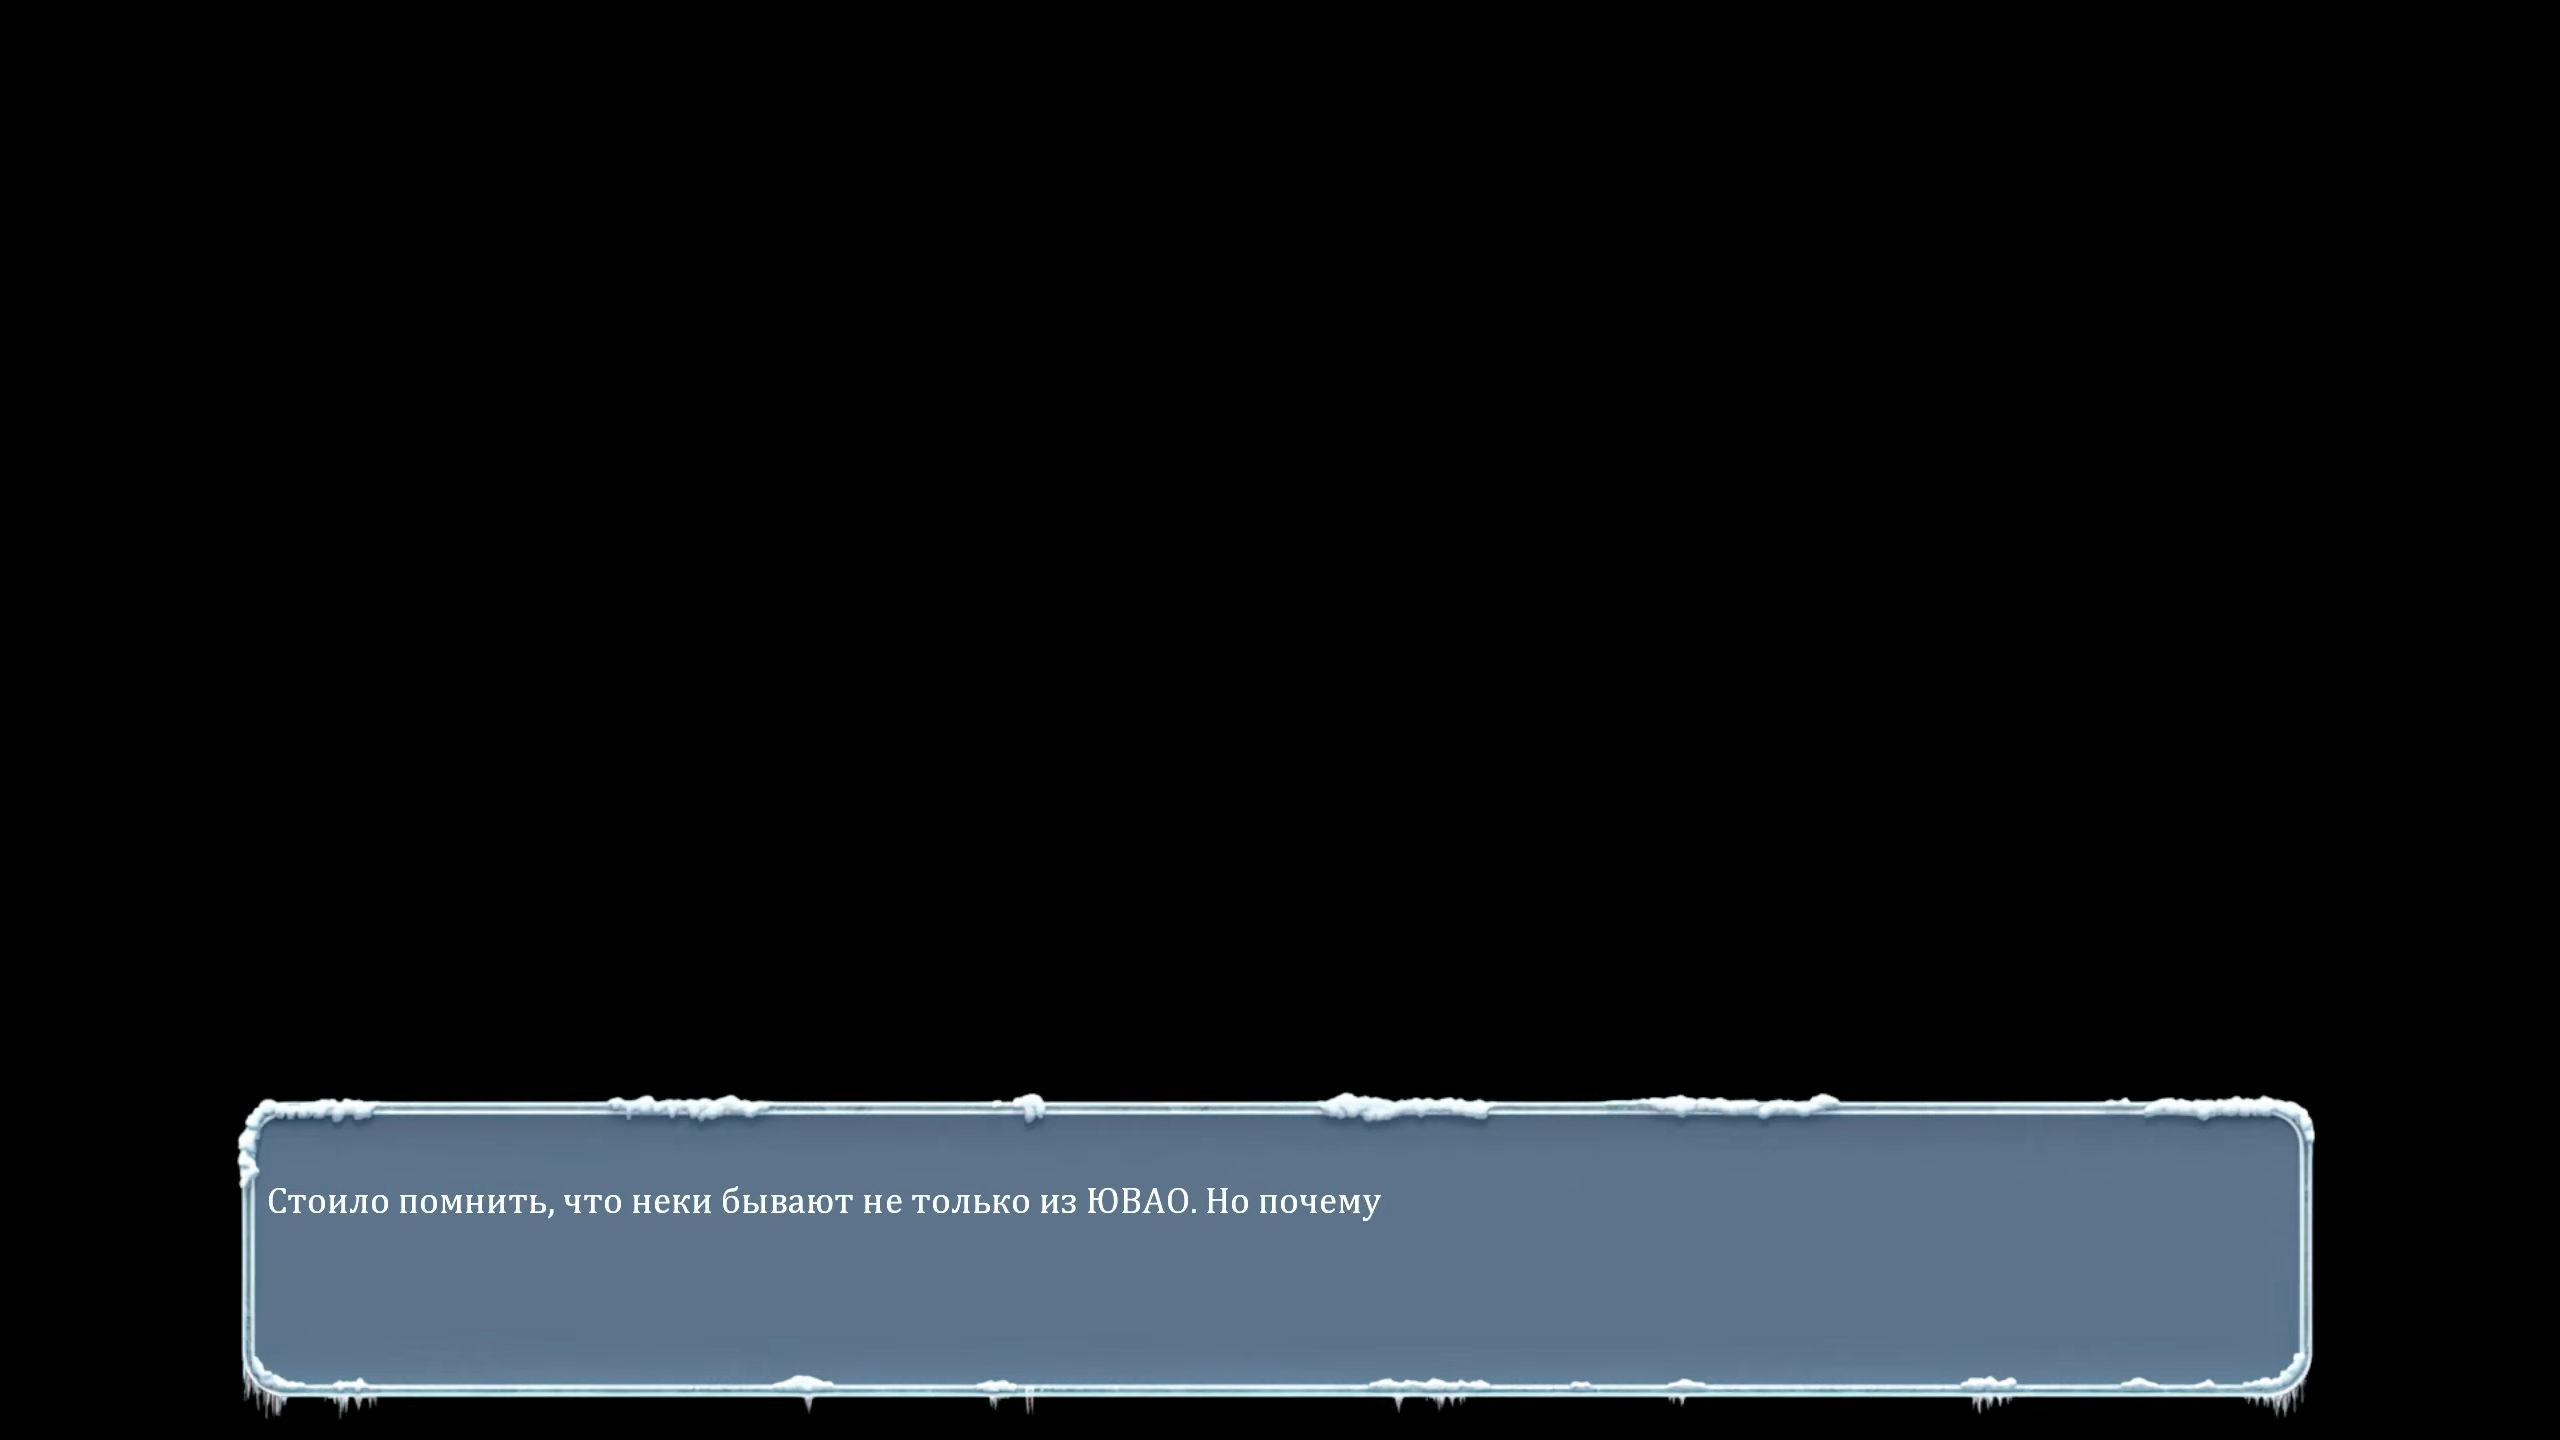 Стоило помнить, что неки бывают не только из ЮВАО. Но почему